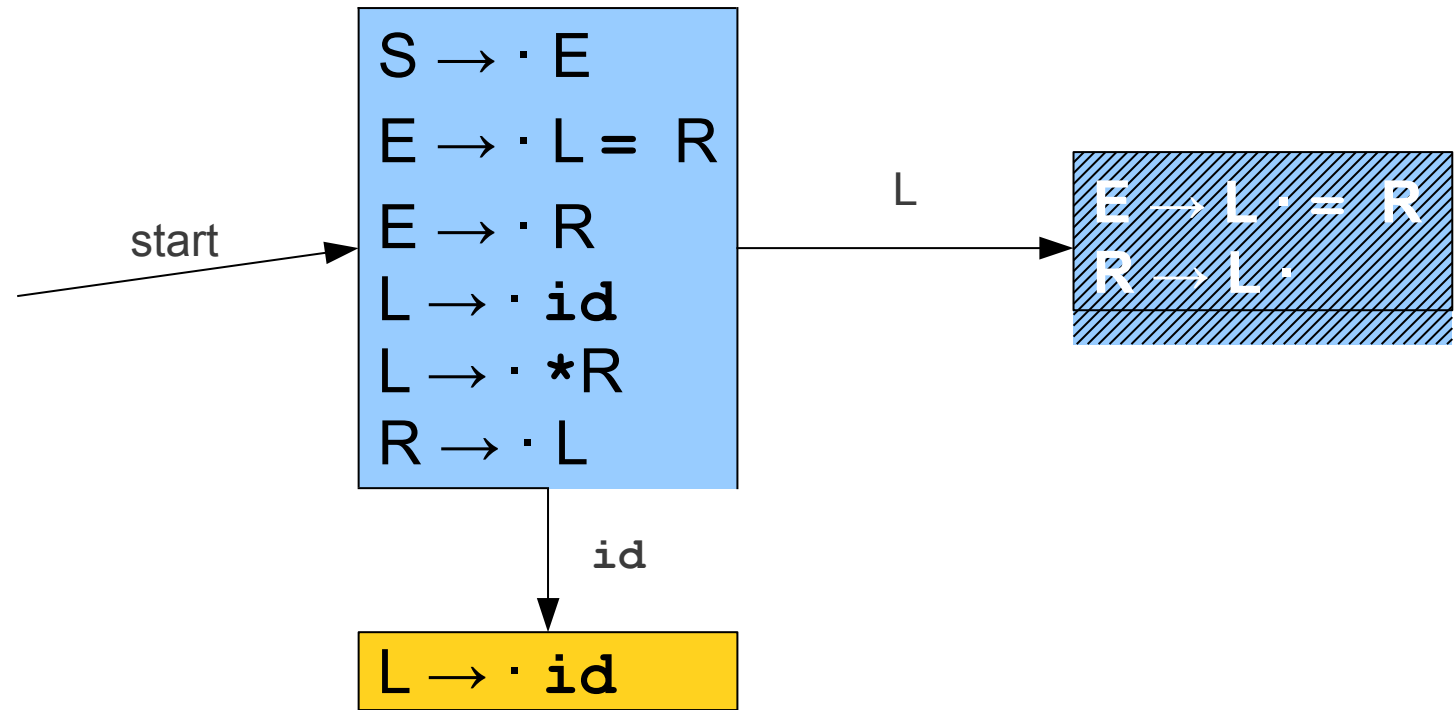 S → · E
E → · L = R
E → · R
L → · id
L → · *R
R → · L
start
L
E → L · = R
R → L ·
id
L → · id